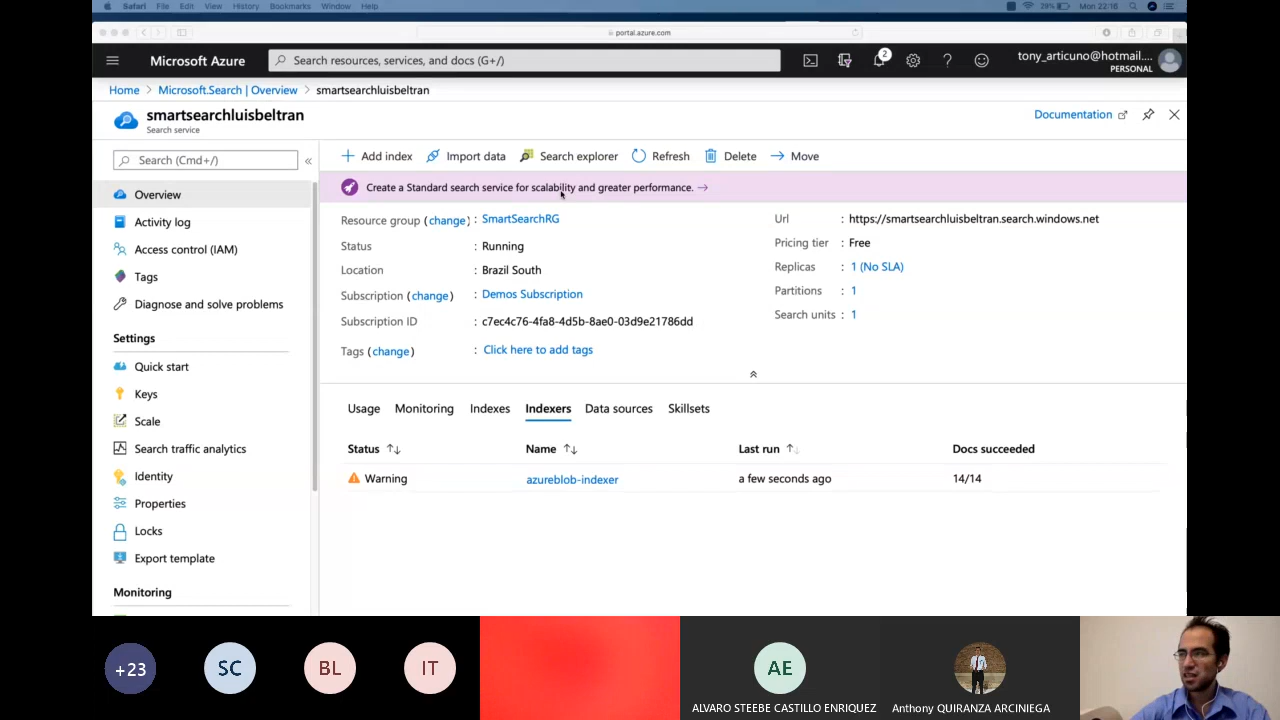 Safari File Edit View History Bookmarks Window Help 28% Mon 22:16
portal.azure.com
Microsoft Azure Search resources, services, and docs (G+/) 2 tony_articuno@hotmail....
PERSONAL
Home > Microsoft.Search | Overview > smartsearchluisbeltran
smartsearchluisbeltran
Search service
Documentation
Search (Cmd+/) «
Add index Import data Search explorer Refresh Delete Move
Create a Standard search service for scalability and greater performance. →
Overview
Activity log
Access control (IAM)
Tags
Diagnose and solve problems
Settings
Quick start
Keys
Scale
Search traffic analytics
Identity
Properties
Locks
Export template
Monitoring
Resource group (change) : SmartSearchRG
Status : Running
Location : Brazil South
Subscription (change) : Demos Subscription
Subscription ID : c7ec4c76-4fa8-4d5b-8ae0-03d9e21786dd
Tags (change) : Click here to add tags
Url : https://smartsearchluisbeltran.search.windows.net
Pricing tier : Free
Replicas : 1 (No SLA)
Partitions : 1
Search units : 1
Usage Monitoring Indexes Indexers Data sources Skillsets
Status Name Last run Docs succeeded
Warning azureblob-indexer a few seconds ago 14/14
+23 SC BL IT AE
ALVARO STEEBE CASTILLO ENRIQUEZ Anthony QUIRANZA ARCINIEGA